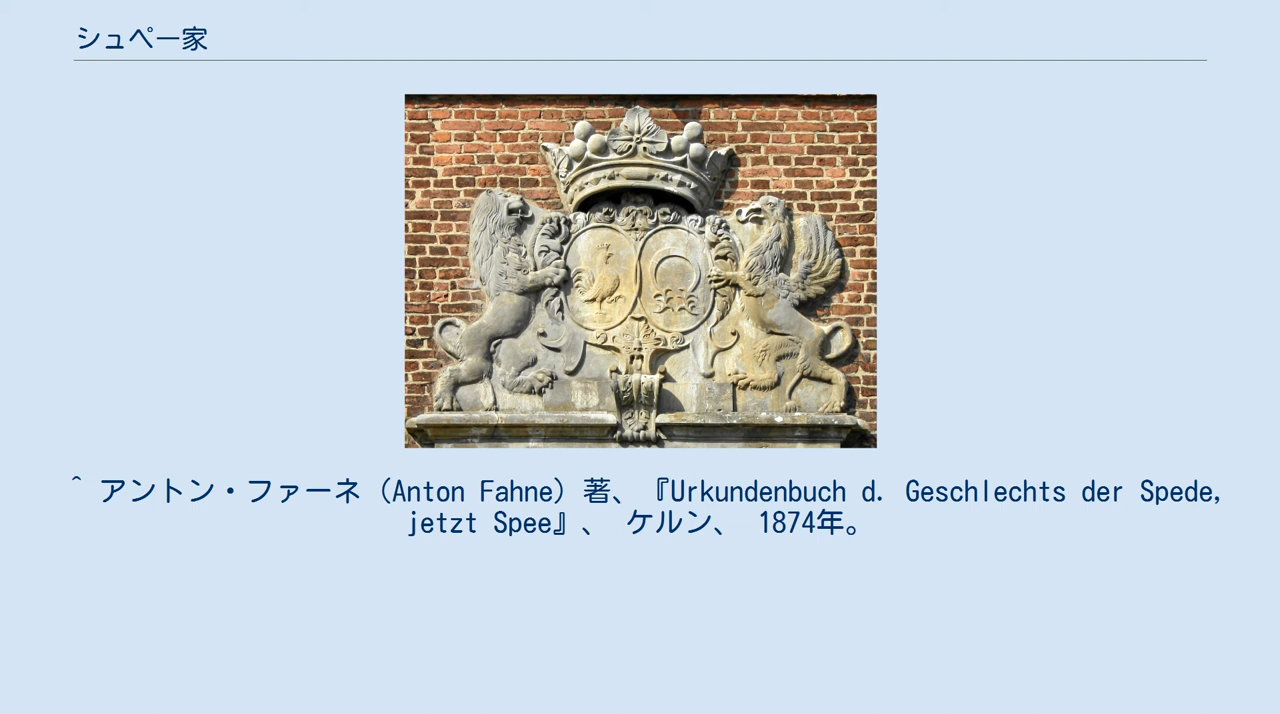 シュペー家
^ アントン・ファーネ（Anton Fahne）著、『Urkundenbuch d. Geschlechts der Spede,
jetzt Spee』、 ケルン、 1874年。